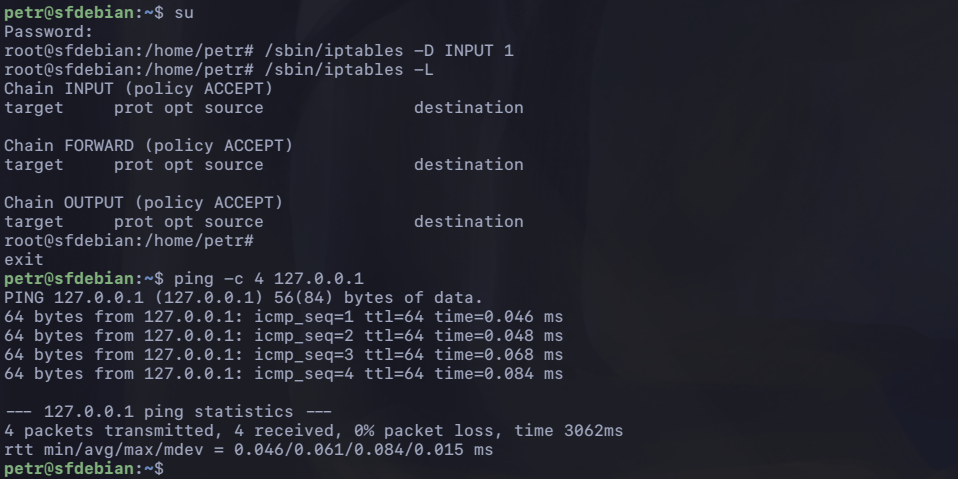 petr@sfdebian:~$ su
Password:
root@sfdebian:/home/petr# /sbin/iptables -D INPUT 1
root@sfdebian:/home/petr# /sbin/iptables -L
Chain INPUT (policy ACCEPT)
target     prot opt source               destination

Chain FORWARD (policy ACCEPT)
target     prot opt source               destination

Chain OUTPUT (policy ACCEPT)
target     prot opt source               destination
root@sfdebian:/home/petr#
exit
petr@sfdebian:~$ ping -c 4 127.0.0.1
PING 127.0.0.1 (127.0.0.1) 56(84) bytes of data.
64 bytes from 127.0.0.1: icmp_seq=1 ttl=64 time=0.046 ms
64 bytes from 127.0.0.1: icmp_seq=2 ttl=64 time=0.048 ms
64 bytes from 127.0.0.1: icmp_seq=3 ttl=64 time=0.068 ms
64 bytes from 127.0.0.1: icmp_seq=4 ttl=64 time=0.084 ms

--- 127.0.0.1 ping statistics ---
4 packets transmitted, 4 received, 0% packet loss, time 3062ms
rtt min/avg/max/mdev = 0.046/0.061/0.084/0.015 ms
petr@sfdebian:~$